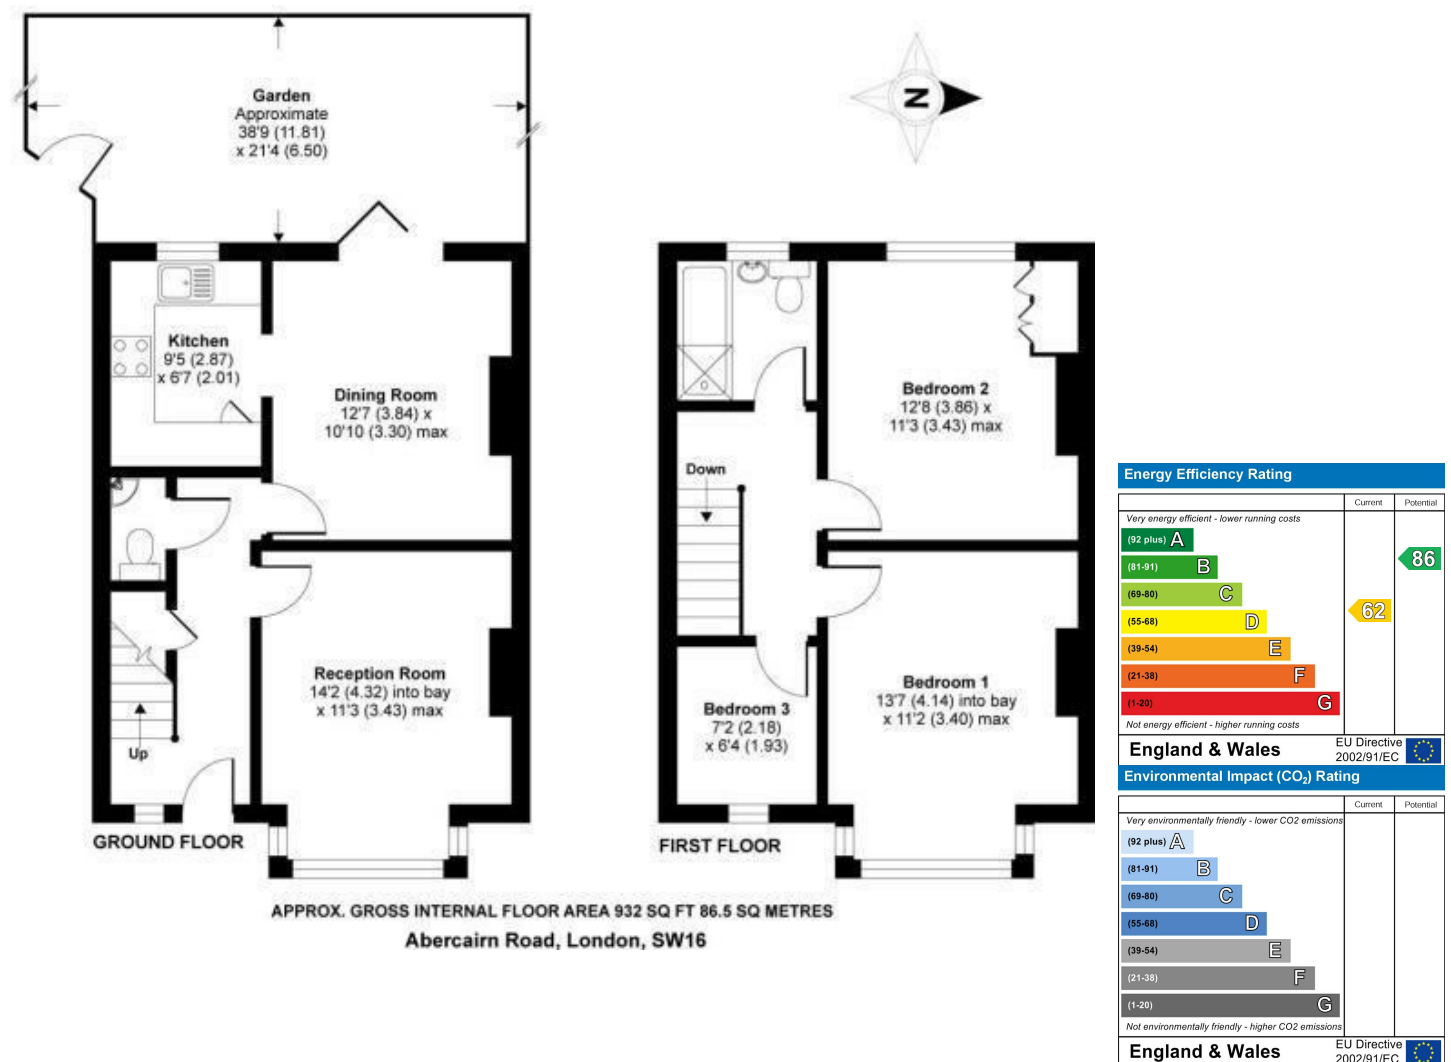 Garden
Approximate
38'9 (11.81)
x 21'4 (6.50)
N
Kitchen
9'5 (2.87)
x 6'7 (2.01)
Dining Room
12'7 (3.84) x
10'10 (3.30) max
Reception Room
14'2 (4.32) into bay
x 11'3 (3.43) max
Up
GROUND FLOOR
Bedroom 2
12'8 (3.86) x
11'3 (3.43) max
Down
Bedroom 1
13'7 (4.14) into bay
x 11'2 (3.40) max
Bedroom 3
7'2 (2.18)
x 6'4 (1.93)
FIRST FLOOR
APPROX. GROSS INTERNAL FLOOR AREA 932 SQ FT 86.5 SQ METRES
Abercairn Road, London, SW16
Energy Efficiency Rating
Current Potential
Very energy efficient - lower running costs
(92 plus) A
(81-91) B
(69-80) C
(55-68) D
(39-54) E
(21-38) F
(1-20) G
86
62
Not energy efficient - higher running costs
England & Wales
EU Directive
2002/91/EC
Environmental Impact (CO2) Rating
Current Potential
Very environmentally friendly - lower CO2 emissions
(92 plus) A
(81-91) B
(69-80) C
(55-68) D
(39-54) E
(21-38) F
(1-20) G
Not environmentally friendly - higher CO2 emissions
England & Wales
EU Directive
2002/91/EC